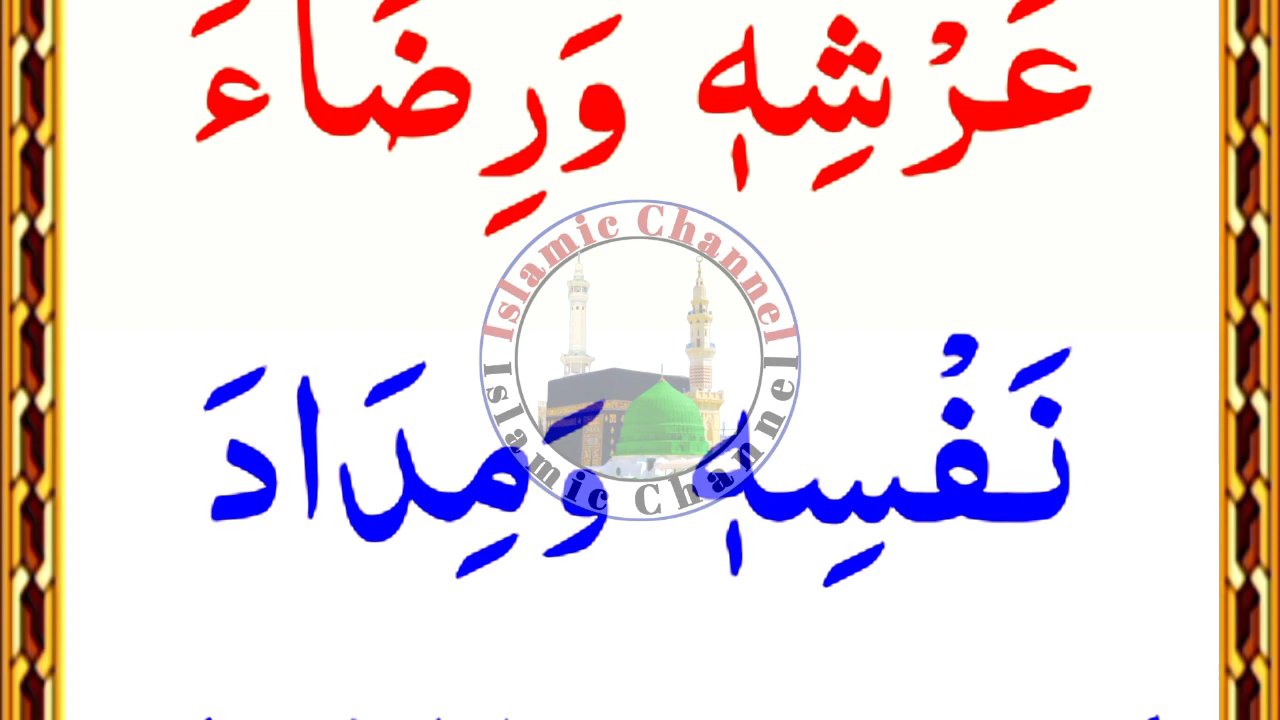 عَرْشِهٖ وَرِضَاءَ
Islamic Channel
نَفْسِهٖ وَمِدَادَ
Islamic Channel